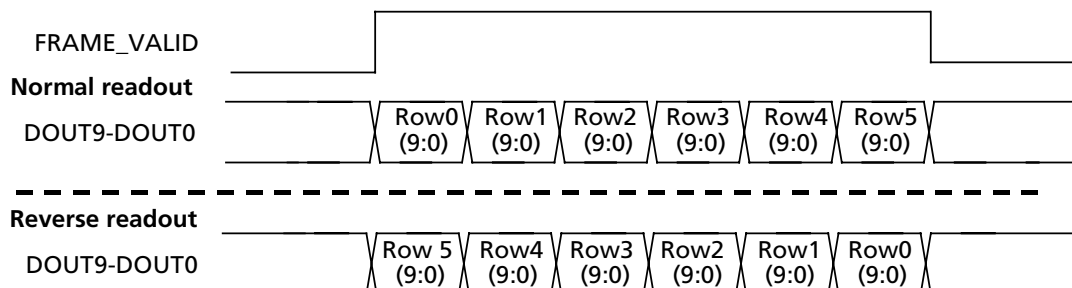 FRAME_VALID
Normal readout
DOUT9-DOUT0
Row0 Row1 Row2 Row3 Row4 Row5
(9:0) (9:0) (9:0) (9:0) (9:0) (9:0)
Reverse readout
DOUT9-DOUT0
Row 5 Row4 Row3 Row2 Row1 Row0
(9:0) (9:0) (9:0) (9:0) (9:0) (9:0)